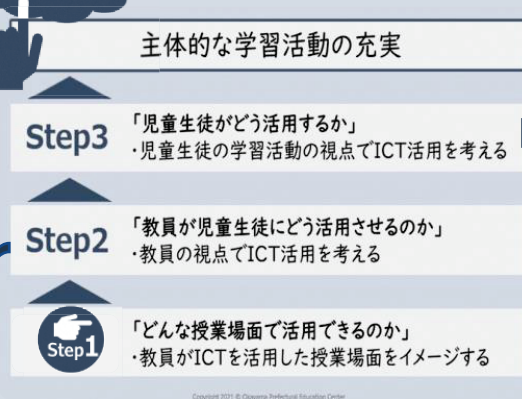 主体的な学習活動の充実
Step3
「児童生徒がどう活用するか」
・児童生徒の学習活動の視点でICT活用を考える
Step2
「教員が児童生徒にどう活用させるのか」
・教員の視点でICT活用を考える
Step1
「どんな授業場面で活用できるのか」
・教員がICTを活用した授業場面をイメージする
Copyright 2021 © Okayama Prefectural Education Center